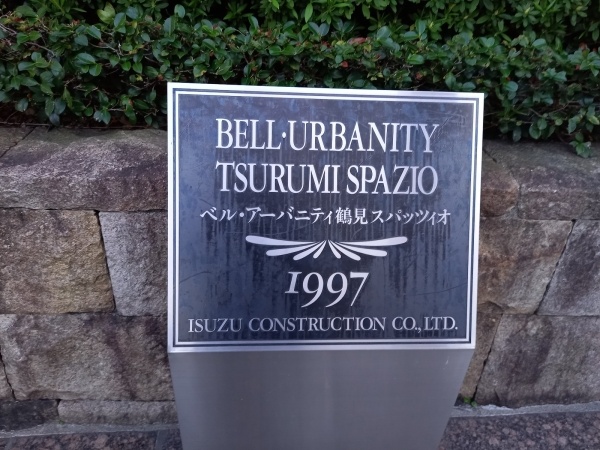 BELL·URBANITY
TSURUMI SPAZIO
ベル・アーバニティ鶴見スパッツィオ
1997
ISUZU CONSTRUCTION CO., LTD.